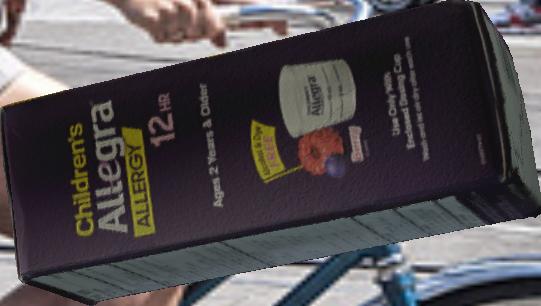 Children's
Allegra
ALLERGY
12 HR
Ages 2 Years & Older
Alcohol & Dye
FREE
Allegra
Berry
Use Only With
Enclosed Dosing Cup